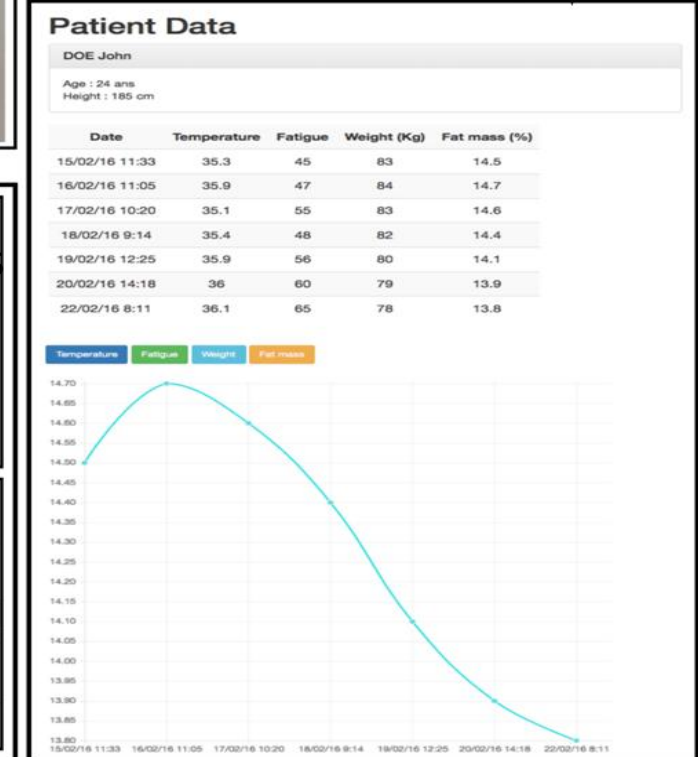 Patient Data
DOE John
Age : 24 ans
Height : 185 cm
Date Temperature Fatigue Weight (Kg) Fat mass (%)
15/02/16 11:33 35.3 45 83 14.5
16/02/16 11:05 35.9 47 84 14.7
17/02/16 10:20 35.1 55 83 14.6
18/02/16 9:14 35.4 48 82 14.4
19/02/16 12:25 35.9 56 80 14.1
20/02/16 14:18 36 60 79 13.9
22/02/16 8:11 36.1 65 78 13.8
Temperature Fatigue Weight Fat mass
14.70
14.65
14.60
14.55
14.50
14.45
14.40
14.35
14.30
14.25
14.20
14.15
14.10
14.05
14.00
13.95
13.90
13.85
13.80
15/02/16 11:33 16/02/16 11:05 17/02/16 10:20 18/02/16 9:14 19/02/16 12:25 20/02/16 14:18 22/02/16 8:11